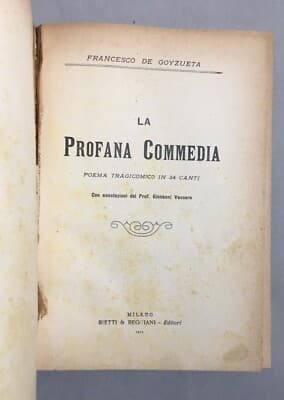 FRANCESCO DE GOYZUETA
LA
PROFANA COMMEDIA
POEMA TRAGICOMICO IN 34 CANTI
Con annotazioni del Prof. Giovanni Vaccaro
MILANO
BIETTI & REGGIANI - Editori